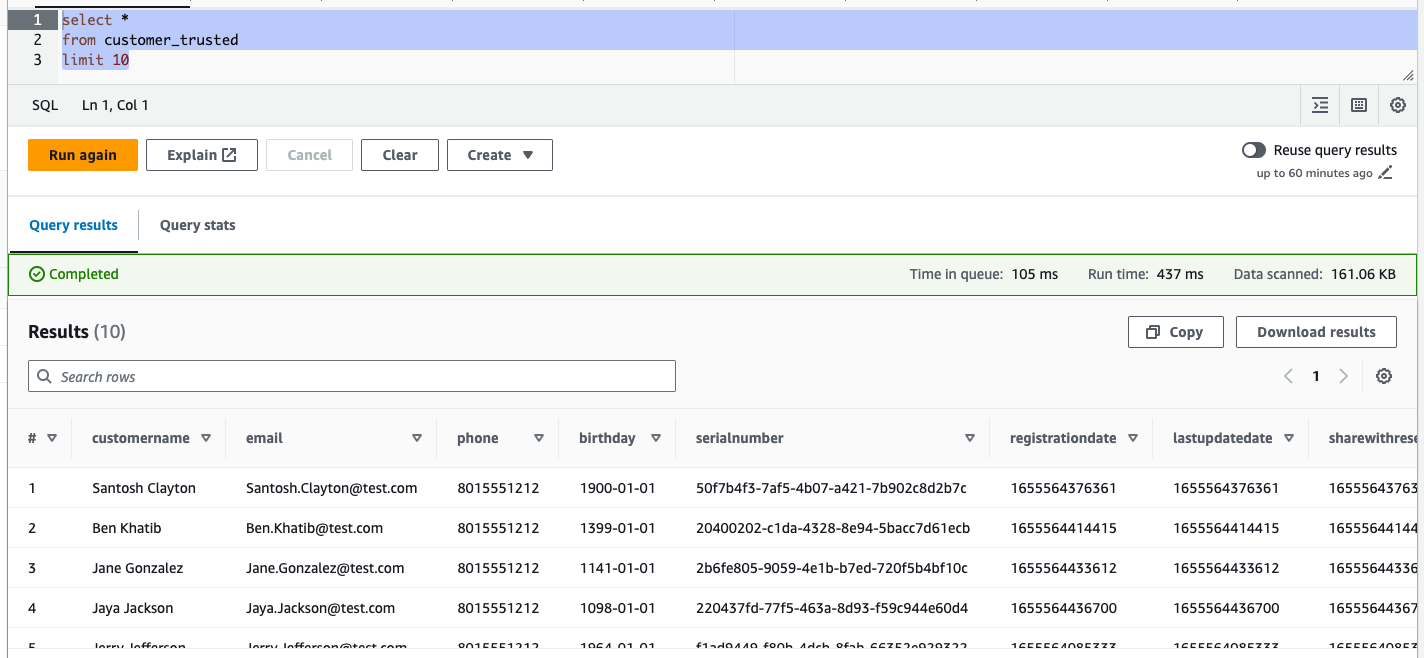 1 select *
2 from customer_trusted
3 limit 10
SQL Ln 1, Col 1
Run again Explain Cancel Clear Create Reuse query results
up to 60 minutes ago
Query results Query stats
Completed Time in queue: 105 ms Run time: 437 ms Data scanned: 161.06 KB
Results (10) Copy Download results
Search rows 1
# customername email phone birthday serialnumber registrationdate lastupdatedate sharewithrese
1 Santosh Clayton Santosh.Clayton@test.com 8015551212 1900-01-01 50f7b4f3-7af5-4b07-a421-7b902c8d2b7c 1655564376361 1655564376361 16555643763
2 Ben Khatib Ben.Khatib@test.com 8015551212 1399-01-01 20400202-c1da-4328-8e94-5bacc7d61ecb 1655564414415 1655564414415 16555644144
3 Jane Gonzalez Jane.Gonzalez@test.com 8015551212 1141-01-01 2b6fe805-9059-4e1b-b7ed-720f5b4bf10c 1655564433612 1655564433612 16555644336
4 Jaya Jackson Jaya.Jackson@test.com 8015551212 1098-01-01 220437fd-77f5-463a-8d93-f59c944e60d4 1655564436700 1655564436700 16555644367
5 Jerry Jefferson Jerry.Jefferson@test.com 8015551212 1964-01-01